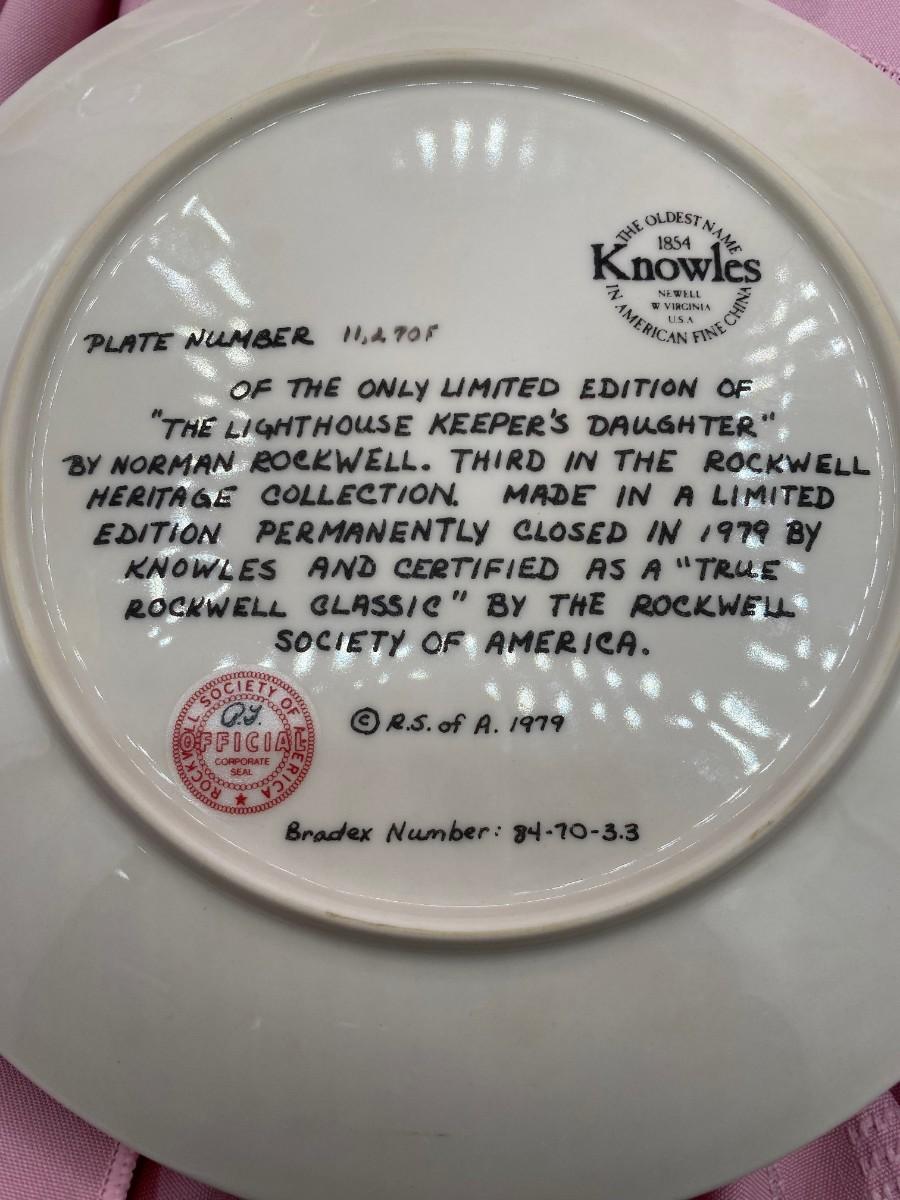 THE OLDEST NAME
1854
Knowles
NEWELL
W. VIRGINIA
U.S.A
IN AMERICAN FINE CHINA
PLATE NUMBER 11,270F
OF THE ONLY LIMITED EDITION OF
"THE LIGHTHOUSE KEEPER'S DAUGHTER"
BY NORMAN ROCKWELL. THIRD IN THE ROCKWELL
HERITAGE COLLECTION. MADE IN A LIMITED
EDITION PERMANENTLY CLOSED IN 1979 BY
KNOWLES AND CERTIFIED AS A "TRUE
ROCKWELL CLASSIC" BY THE ROCKWELL
SOCIETY OF AMERICA.
ROCKWELL SOCIETY OF AMERICA
OFFICIAL
CORPORATE
SEAL
© R.S. of A. 1979
Bradex Number: 84-70-3.3